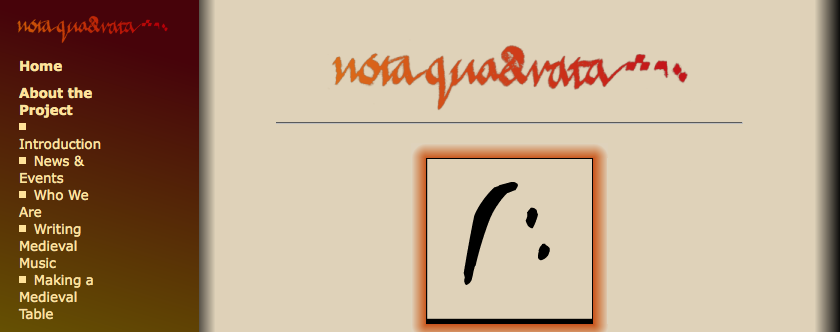 nota quadrata
Home
About the
Project
Introduction
News &
Events
Who We
Are
Writing
Medieval
Music
Making a
Medieval
Table
nota quadrata